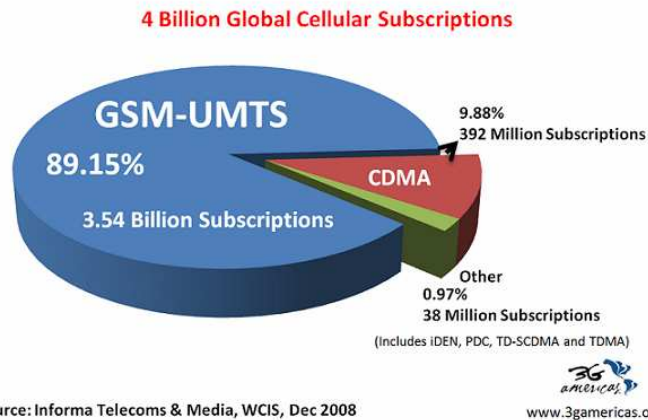 4 Billion Global Cellular Subscriptions
GSM-UMTS
89.15%
3.54 Billion Subscriptions
9.88%
392 Million Subscriptions
CDMA
Other
0.97%
38 Million Subscriptions
(Includes iDEN, PDC, TD-SCDMA and TDMA)
3G
americas
urce: Informa Telecoms & Media, WCIS, Dec 2008
www.3gamericas.o